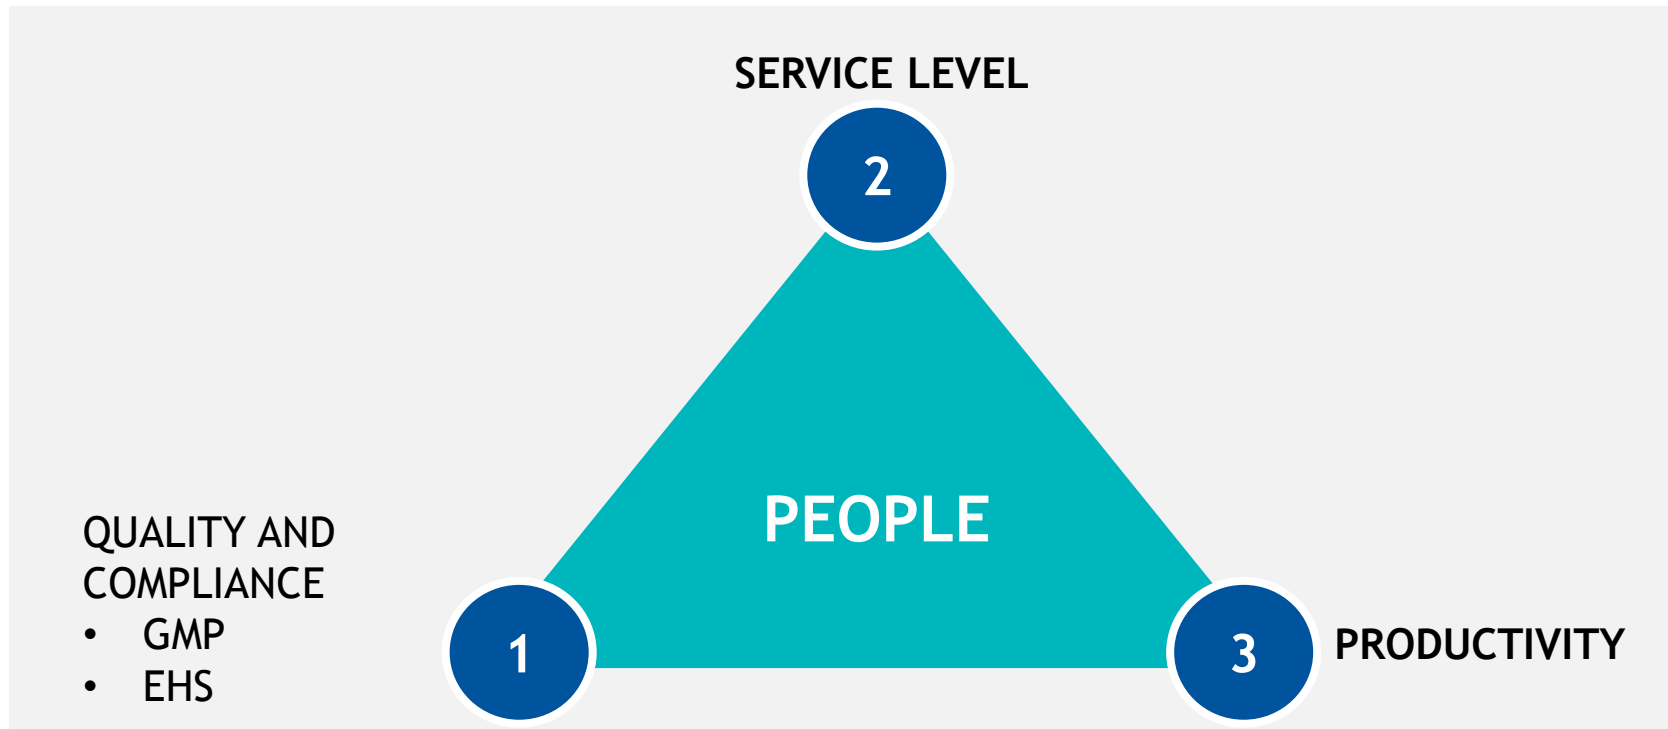 SERVICE LEVEL
2
PEOPLE
QUALITY AND
COMPLIANCE
• GMP
• EHS
1
3
PRODUCTIVITY